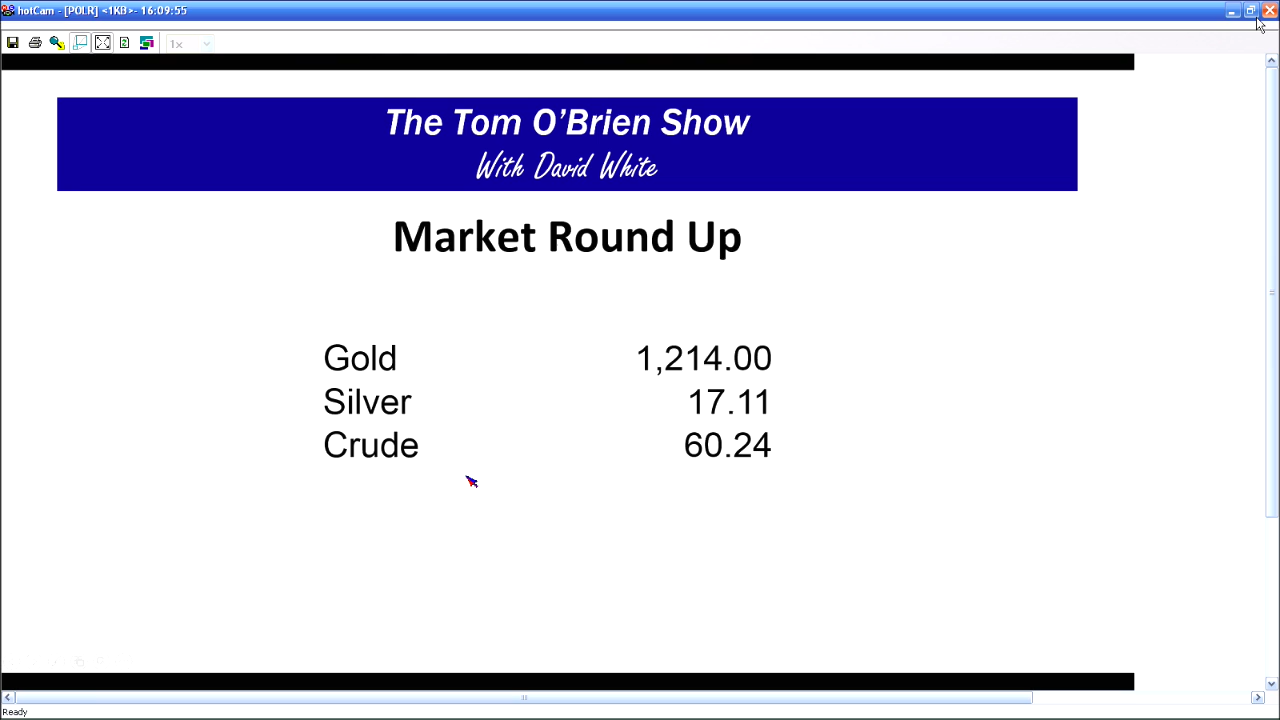 hotCam - [POLR] <1KB>- 16:09:55
1x
The Tom O'Brien Show
With David White
Market Round Up
Gold 1,214.00
Silver 17.11
Crude 60.24
Ready